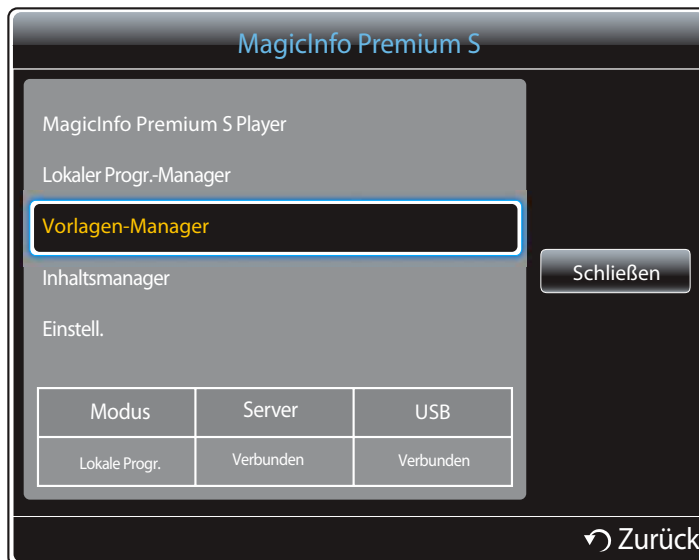 MagicInfo Premium S
MagicInfo Premium S Player
Lokaler Progr.-Manager
Vorlagen-Manager
Inhaltsmanager
Einstell.
Schließen
Modus Server USB
Lokale Progr. Verbunden Verbunden
Zurück